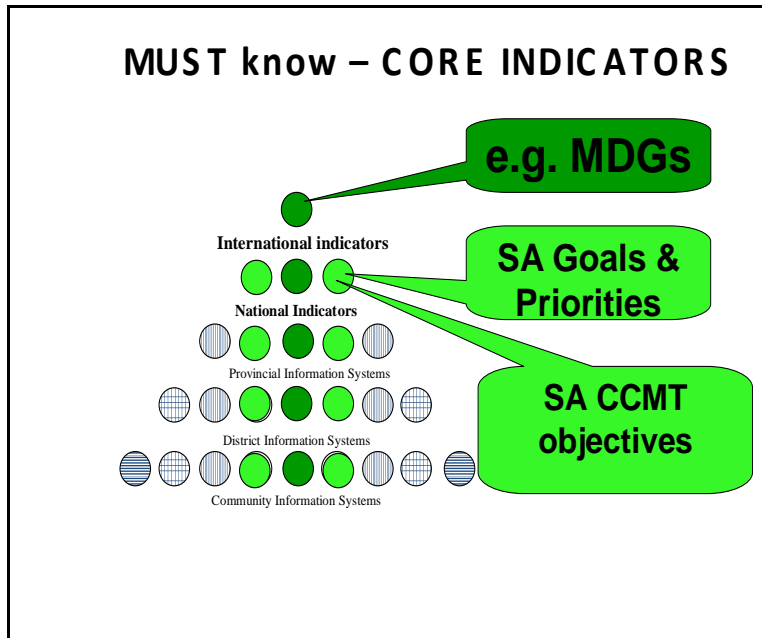 MUST know – CORE INDICATORS
e.g. MDGs
International indicators
SA Goals &
Priorities
National Indicators
Provincial Information Systems
SA CCMT
objectives
District Information Systems
Community Information Systems